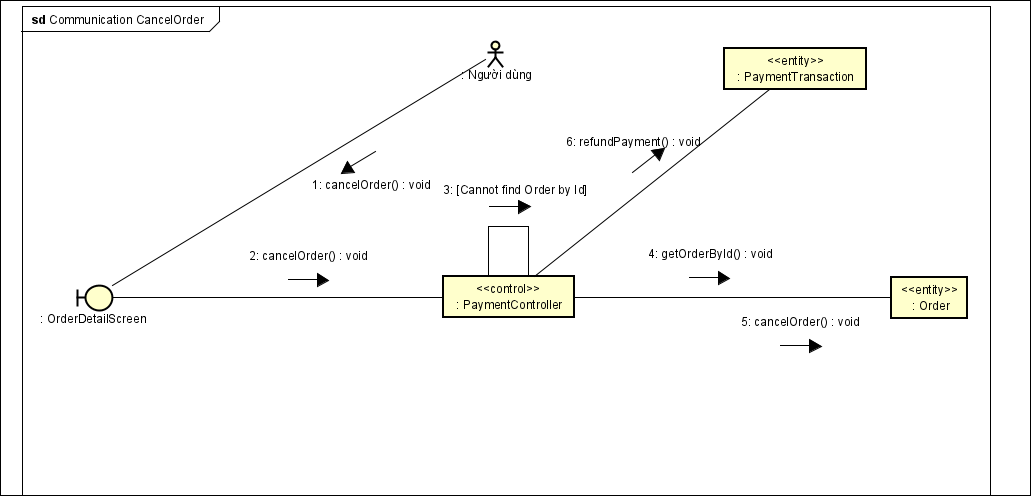 sd Communication CancelOrder
: Người dùng
<<entity>>
: PaymentTransaction
6: refundPayment() : void
1: cancelOrder() : void
3: [Cannot find Order by Id]
2: cancelOrder() : void
4: getOrderById() : void
<<control>>
: PaymentController
<<entity>>
: Order
: OrderDetailScreen
5: cancelOrder() : void